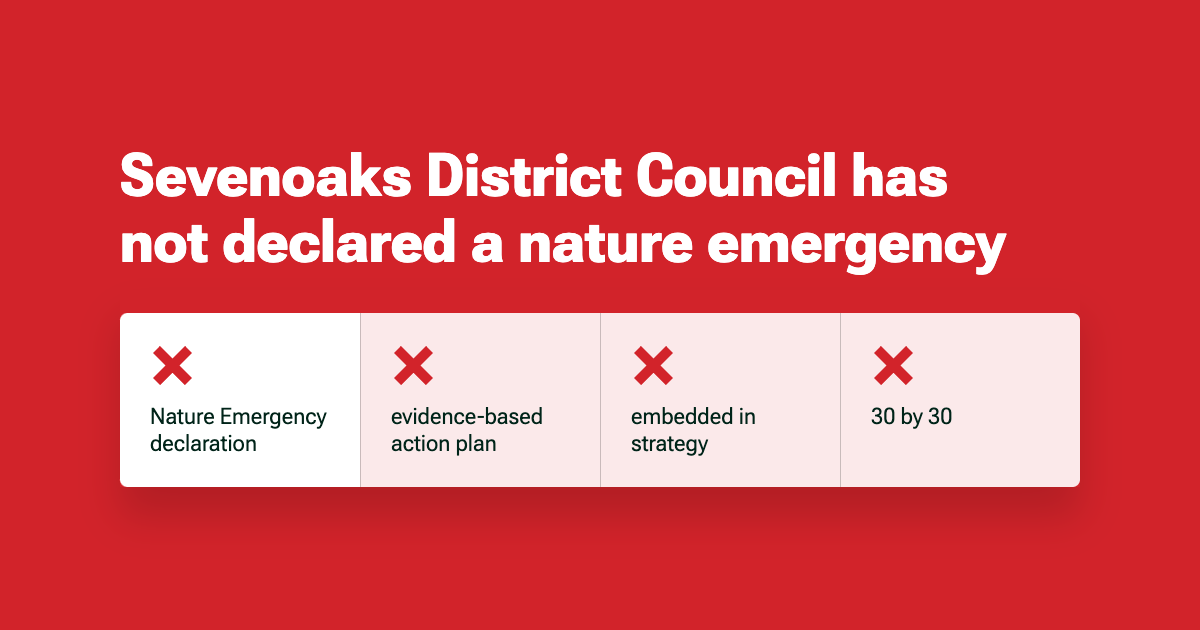 Sevenoaks District Council has
not declared a nature emergency
Nature Emergency
declaration
evidence-based
action plan
embedded in
strategy
30 by 30